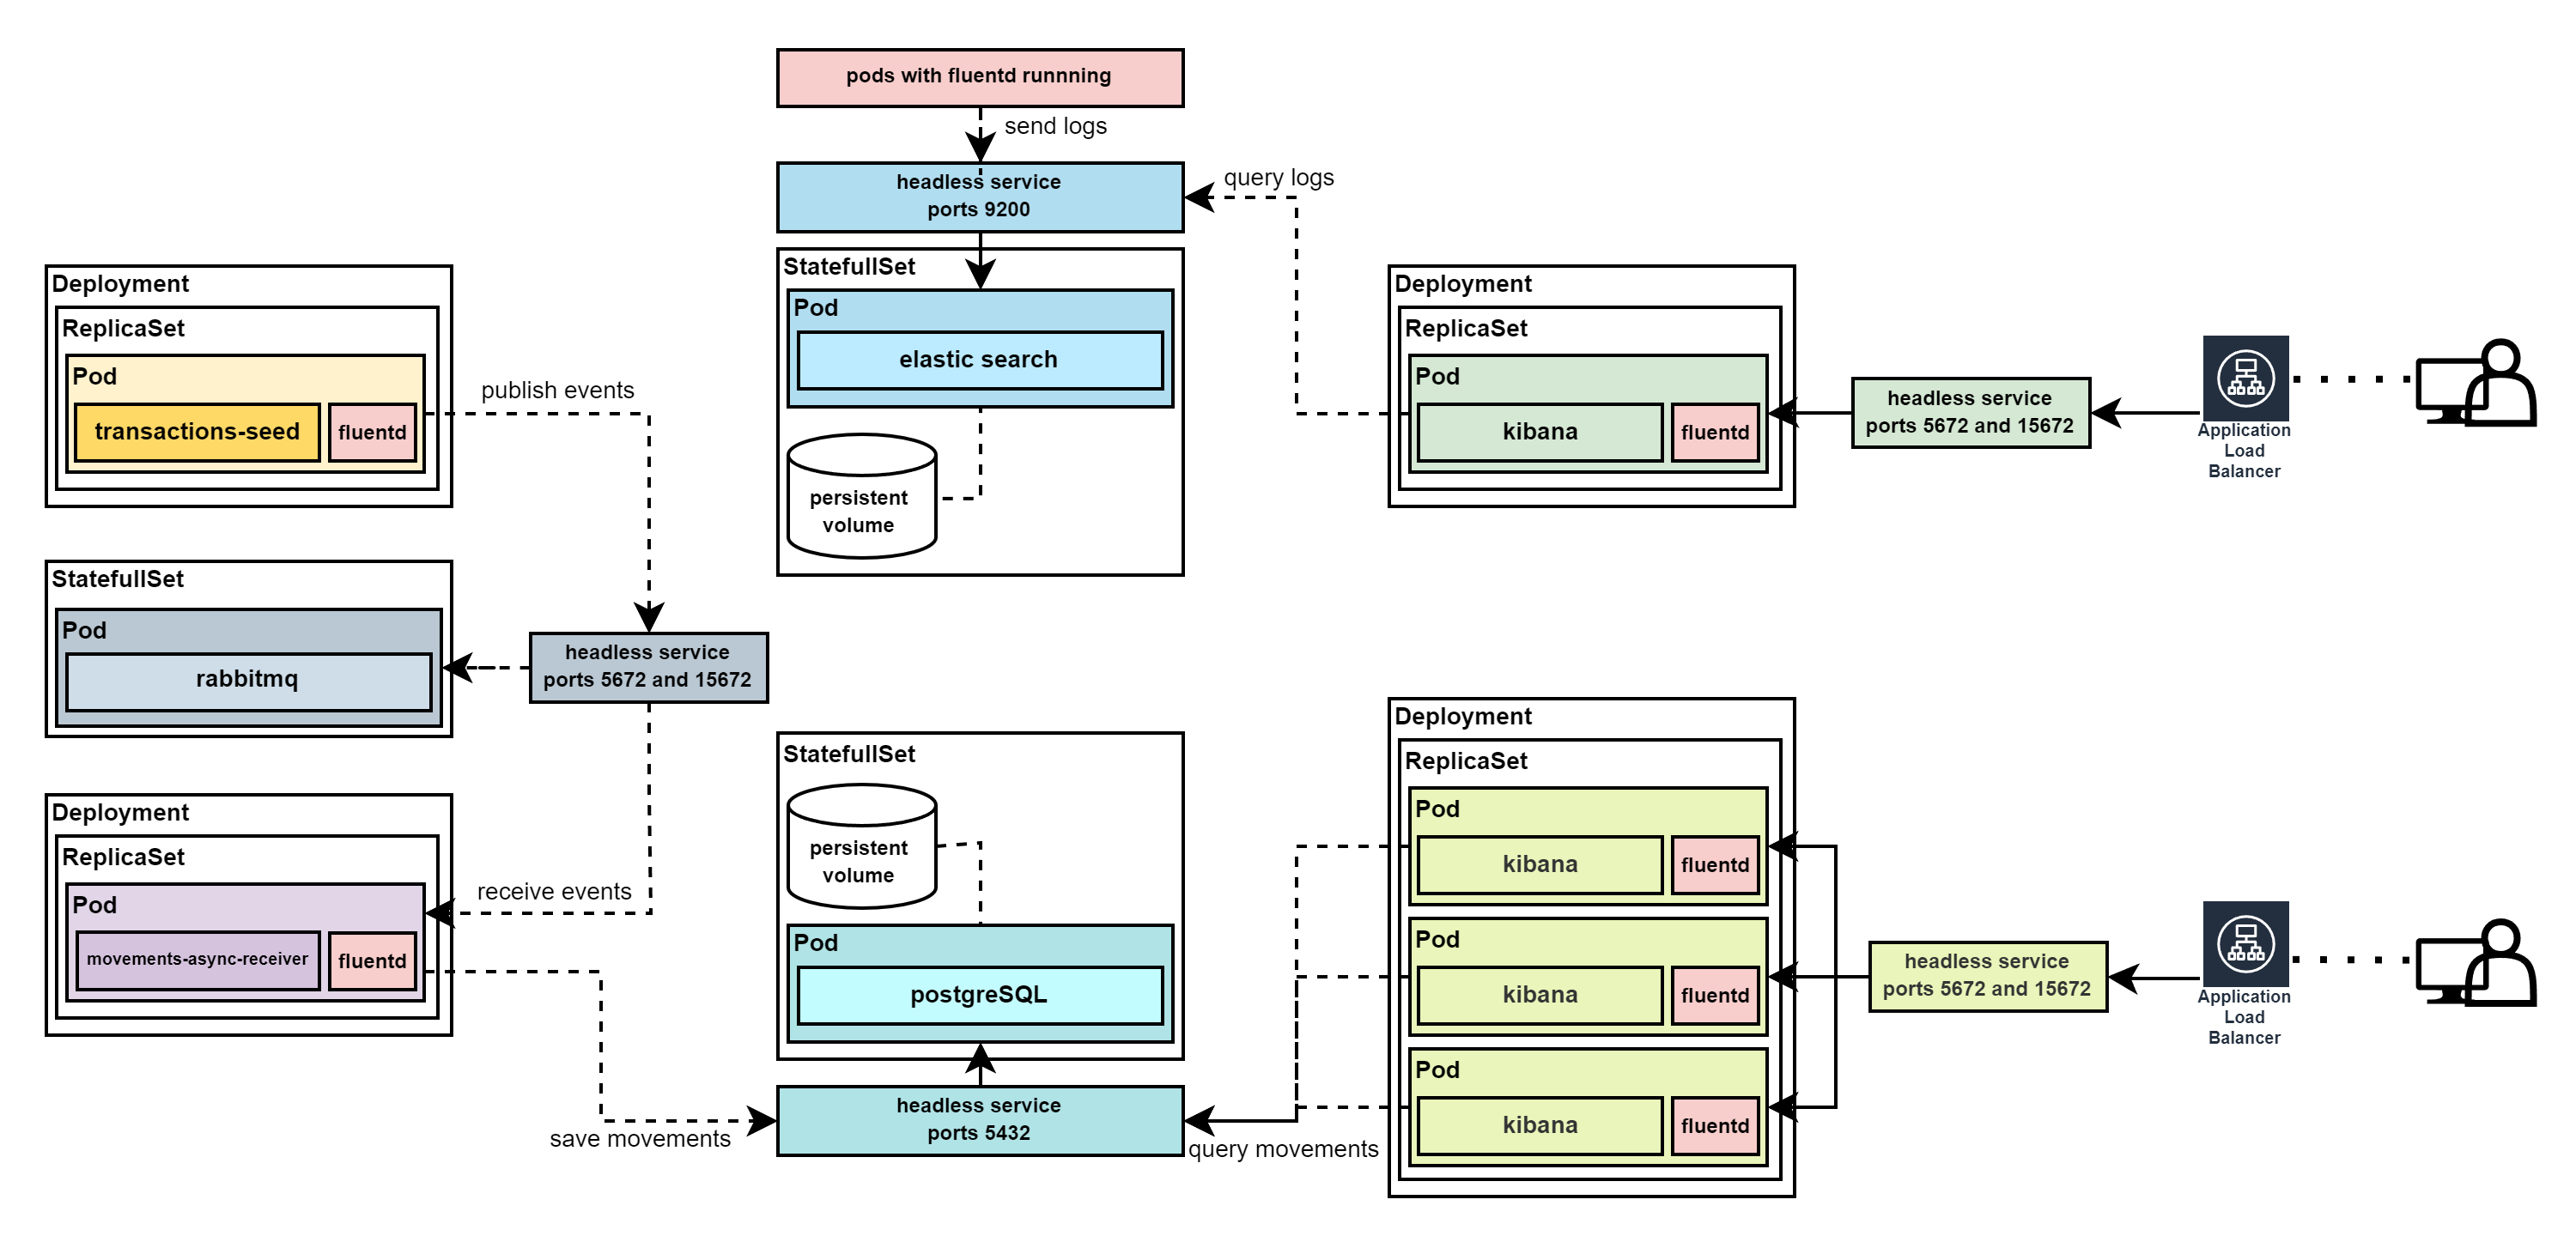 pods with fluentd runnning
send logs
headless service
ports 9200
query logs
StatefullSet
Pod
elastic search
persistent
volume
Deployment
ReplicaSet
Pod
transactions-seed
fluentd
publish events
Deployment
ReplicaSet
Pod
kibana
fluentd
headless service
ports 5672 and 15672
Application
Load
Balancer
StatefullSet
Pod
rabbitmq
headless service
ports 5672 and 15672
Deployment
ReplicaSet
Pod
movements-async-receiver
fluentd
receive events
save movements
StatefullSet
persistent
volume
Pod
postgreSQL
headless service
ports 5432
query movements
Deployment
ReplicaSet
Pod
kibana
fluentd
Pod
kibana
fluentd
Pod
kibana
fluentd
headless service
ports 5672 and 15672
Application
Load
Balancer